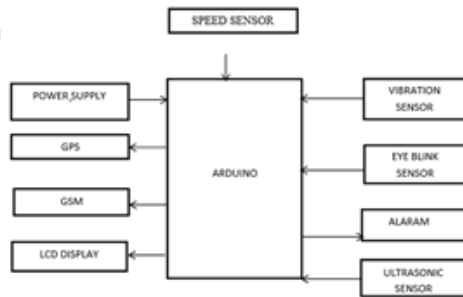 SPEED SENSOR
POWER SUPPLY
GPS
GSM
LCD DISPLAY
ARDUINO
VIBRATION
SENSOR
EYE BLINK
SENSOR
ALARAM
ULTRASONIC
SENSOR